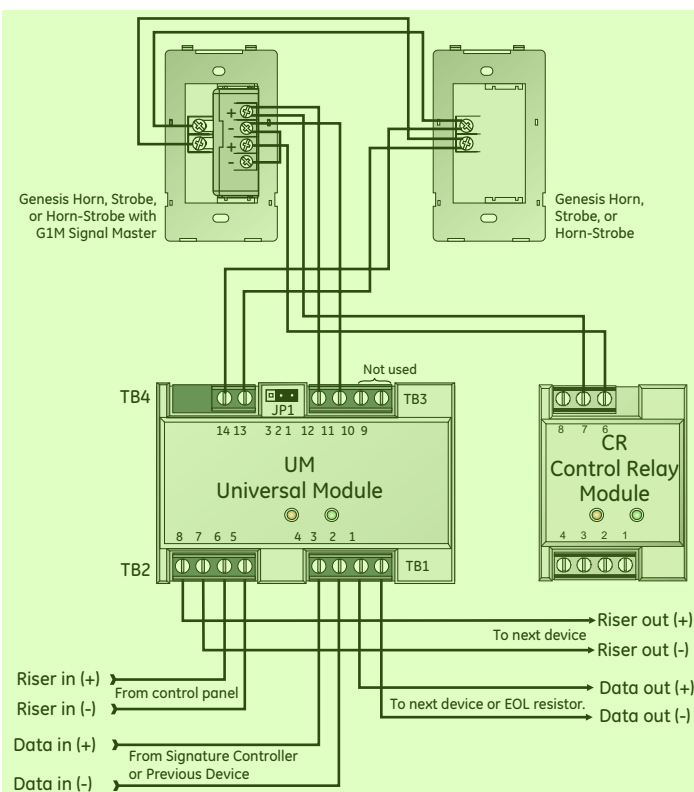 +
-
+
-
Genesis Horn, Strobe,
or Horn-Strobe with
G1M Signal Master
Genesis Horn,
Strobe, or
Horn-Strobe
Not used
TB4
JP1
TB3
14 13 3 2 1 12 11 10 9
UM
Universal Module
8 7 6 5 4 3 2 1
TB2
TB1
8 7 6
CR
Control Relay
Module
4 3 2 1
Riser out (+)
To next device
Riser out (-)
Riser in (+)
From control panel
Riser in (-)
Data out (+)
To next device or EOL resistor.
Data out (-)
Data in (+)
From Signature Controller
or Previous Device
Data in (-)